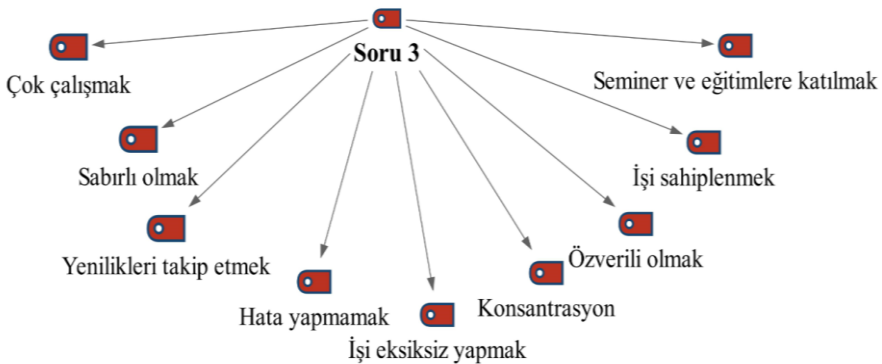 Soru 3
Çok çalışmak
Seminer ve eğitimlere katılmak
Sabırlı olmak
İşi sahiplenmek
Yenilikleri takip etmek
Özverili olmak
Hata yapmamak
Konsantrasyon
İşi eksiksiz yapmak